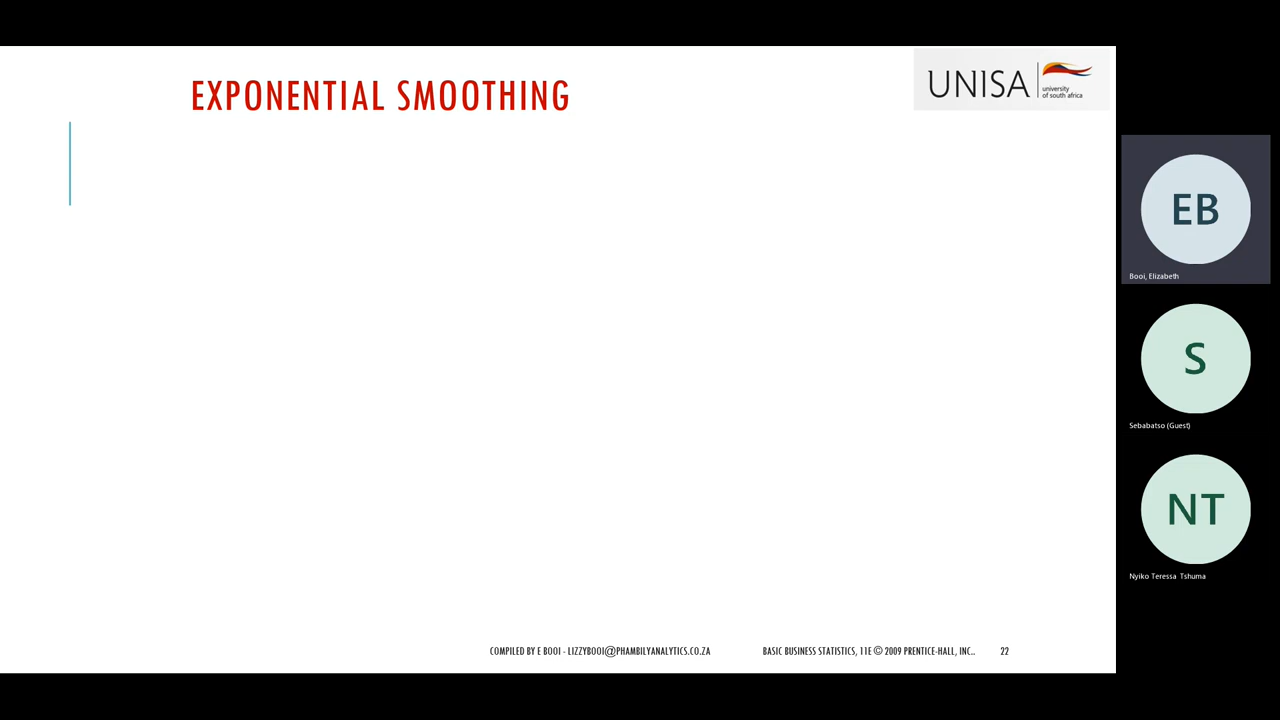 EXPONENTIAL SMOOTHING
UNISA
university
of south africa
EB
Booi, Elizabeth
S
Sebabatso (Guest)
NT
Nyiko Teressa Tshuma
COMPILED BY E BOOI - LIZZYBOOI@PHAMBILYANALYTICS.CO.ZA
BASIC BUSINESS STATISTICS, 11E © 2009 PRENTICE-HALL, INC..
22